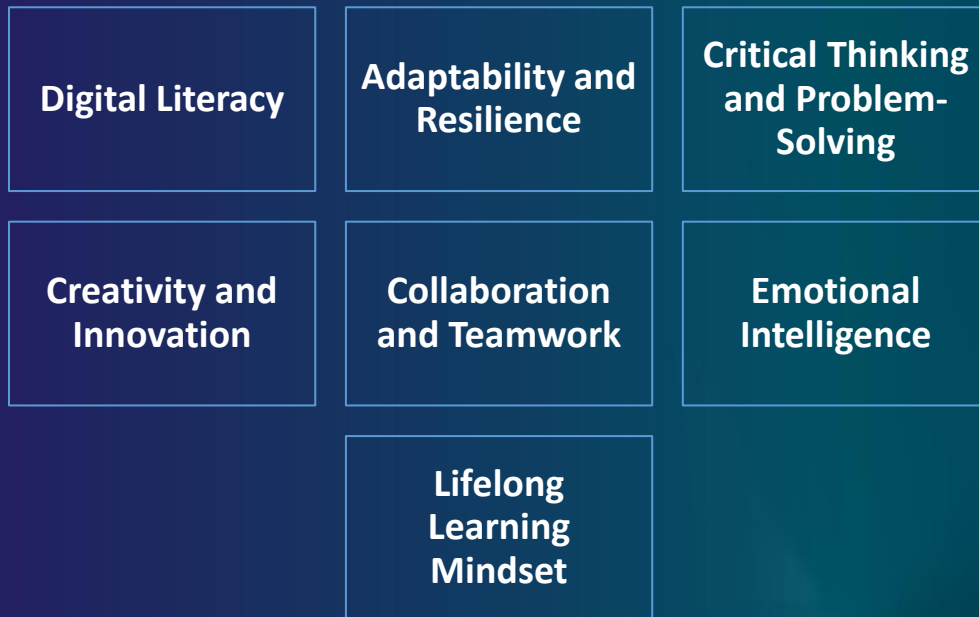 Digital Literacy
Adaptability and
Resilience
Critical Thinking
and Problem-
Solving
Creativity and
Innovation
Collaboration
and Teamwork
Emotional
Intelligence
Lifelong
Learning
Mindset